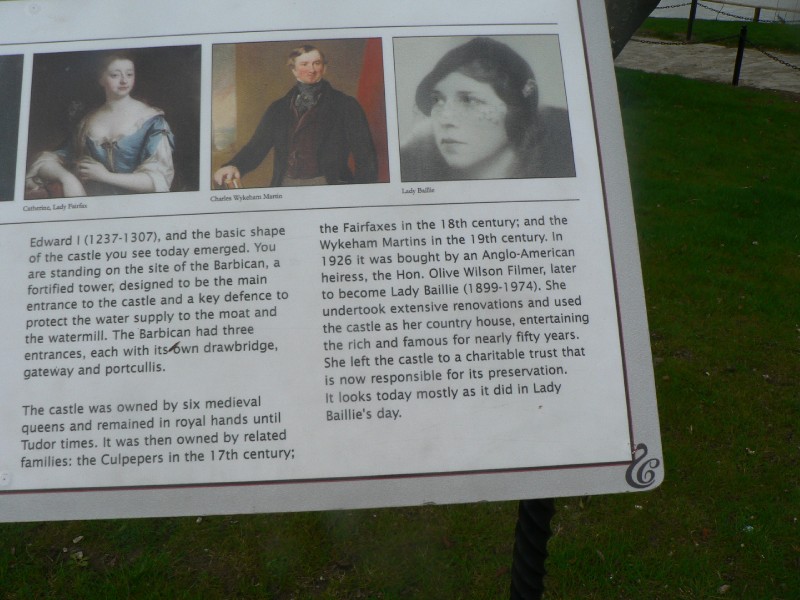 Catherine, Lady Fairfax
Charles Wykeham Martin
Lady Baillie
Edward I (1237-1307), and the basic shape
of the castle you see today emerged. You
are standing on the site of the Barbican, a
fortified tower, designed to be the main
entrance to the castle and a key defence to
protect the water supply to the moat and
the watermill. The Barbican had three
entrances, each with its own drawbridge,
gateway and portcullis.
The castle was owned by six medieval
queens and remained in royal hands until
Tudor times. It was then owned by related
families: the Culpepers in the 17th century;
the Fairfaxes in the 18th century; and the
Wykeham Martins in the 19th century. In
1926 it was bought by an Anglo-American
heiress, the Hon. Olive Wilson Filmer, later
to become Lady Baillie (1899-1974). She
undertook extensive renovations and used
the castle as her country house, entertaining
the rich and famous for nearly fifty years.
She left the castle to a charitable trust that
is now responsible for its preservation.
It looks today mostly as it did in Lady
Baillie's day.